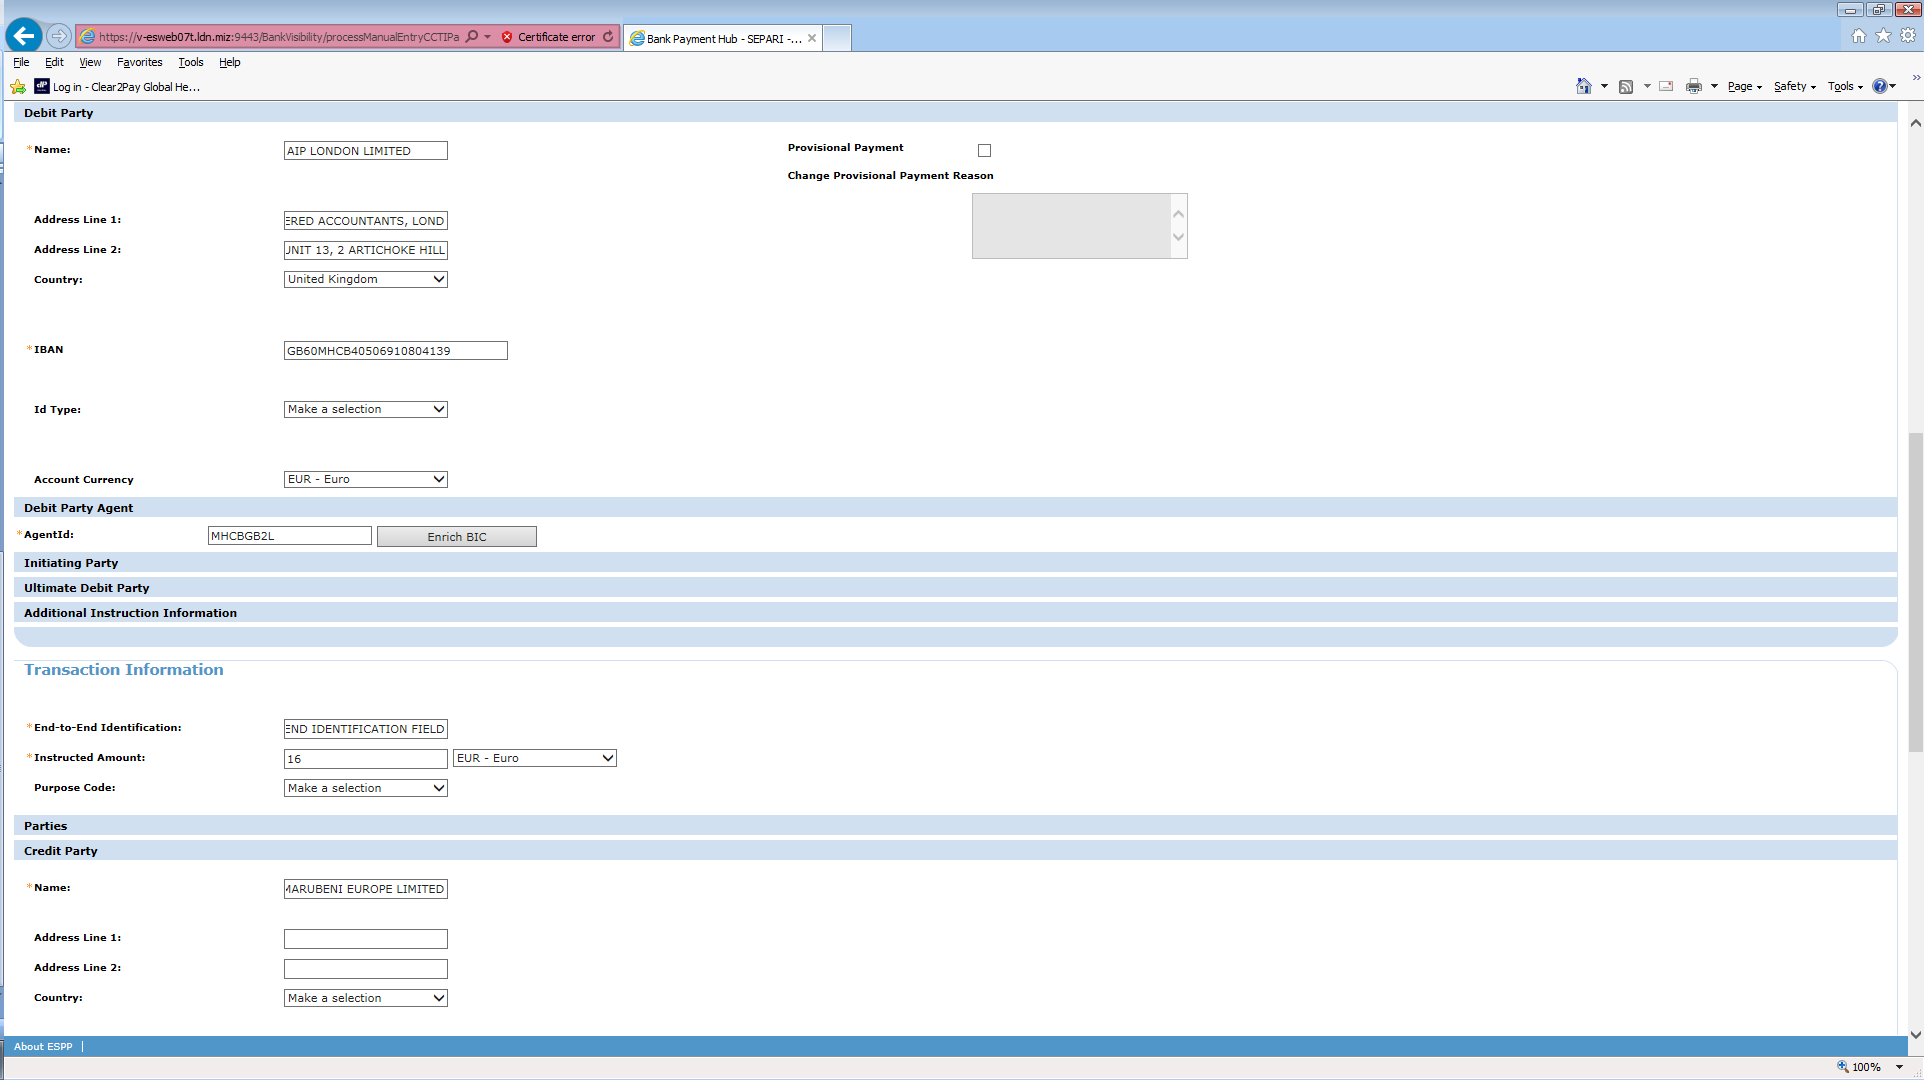 https://v-esweb07t.ldn.miz:9443/BankVisibility/processManualEntryCCTIPa Certificate error Bank Payment Hub - SEPARI -...
File Edit View Favorites Tools Help
Log in - Clear2Pay Global He... Page Safety Tools
Debit Party
*Name: AIP LONDON LIMITED Provisional Payment
Change Provisional Payment Reason
Address Line 1: ERED ACCOUNTANTS, LOND
Address Line 2: UNIT 13, 2 ARTICHOKE HILL
Country: United Kingdom
*IBAN GB60MHCB40506910804139
Id Type: Make a selection
Account Currency EUR - Euro
Debit Party Agent
*AgentId: MHCBGB2L Enrich BIC
Initiating Party
Ultimate Debit Party
Additional Instruction Information
Transaction Information
*End-to-End Identification: END IDENTIFICATION FIELD
*Instructed Amount: 16 EUR - Euro
Purpose Code: Make a selection
Parties
Credit Party
*Name: MARUBENI EUROPE LIMITED
Address Line 1:
Address Line 2:
Country: Make a selection
About ESPP |
100%